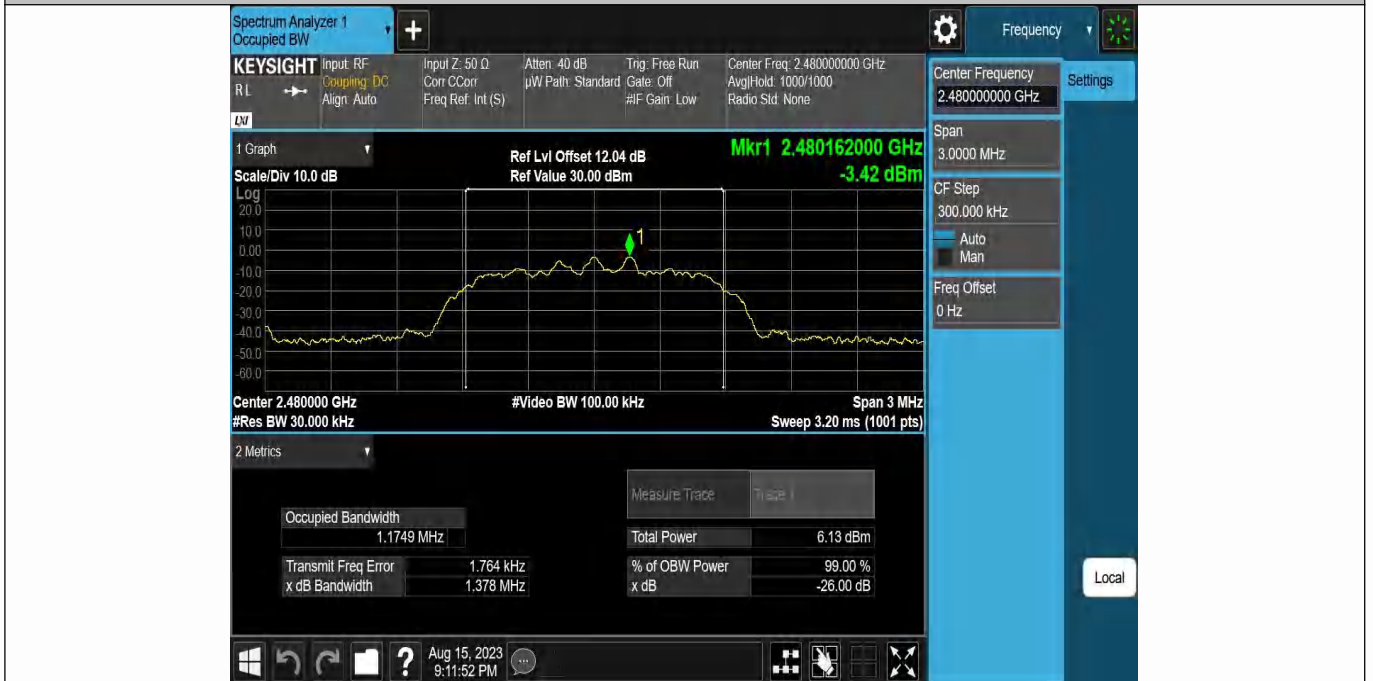 Spectrum Analyzer 1
Occupied BW
+
Frequency
KEYSIGHT
RL
LXI
Input: RF
Coupling: DC
Align: Auto
Input Z: 50 Ω
Corr CCorr
Freq Ref: Int (S)
Atten: 40 dB
µW Path: Standard
Trig: Free Run
Gate: Off
#IF Gain: Low
Center Freq: 2.480000000 GHz
Avg|Hold: 1000/1000
Radio Std: None
Center Frequency
2.480000000 GHz
Settings
Span
3.0000 MHz
CF Step
300.000 kHz
Auto
Man
Freq Offset
0 Hz
Local
1 Graph
Scale/Div 10.0 dB
Ref Lvl Offset 12.04 dB
Ref Value 30.00 dBm
Mkr1 2.480162000 GHz
-3.42 dBm
Log
20.0
10.0
0.00
-10.0
-20.0
-30.0
-40.0
-50.0
-60.0
1
Center 2.480000 GHz
#Res BW 30.000 kHz
#Video BW 100.00 kHz
Span 3 MHz
Sweep 3.20 ms (1001 pts)
2 Metrics
Measure Trace
Trace 1
Occupied Bandwidth
1.1749 MHz
Total Power 6.13 dBm
Transmit Freq Error 1.764 kHz
% of OBW Power 99.00 %
x dB Bandwidth 1.378 MHz
x dB -26.00 dB
?
Aug 15, 2023
9:11:52 PM